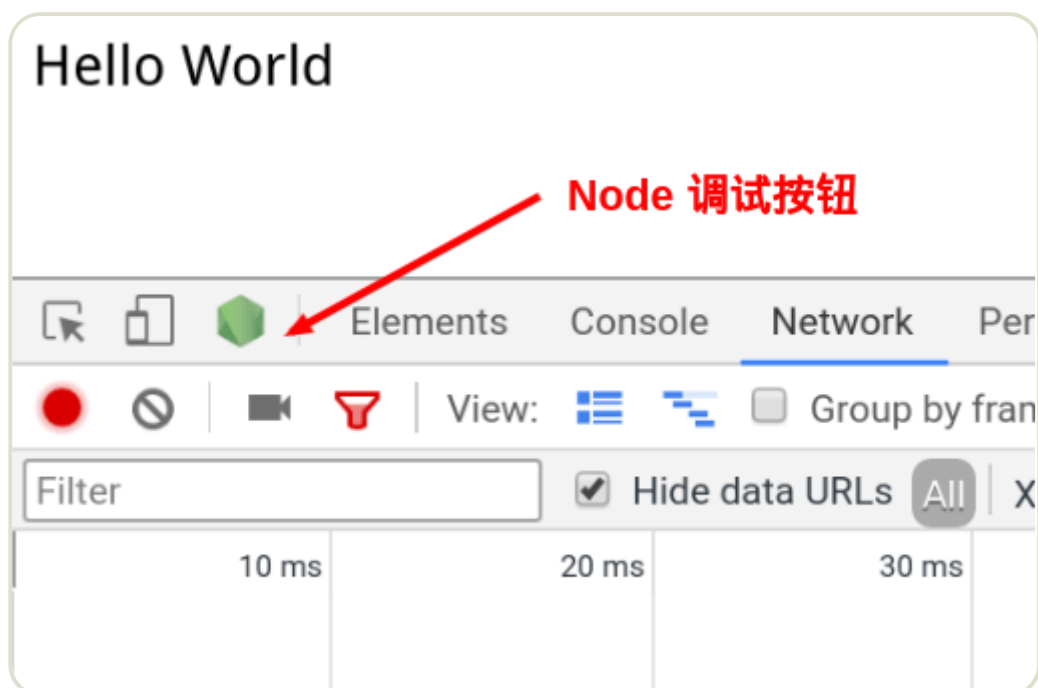 Hello World
Node 调试按钮
Elements Console Network Per
View: Group by fran
Filter Hide data URLs All X
10 ms 20 ms 30 ms